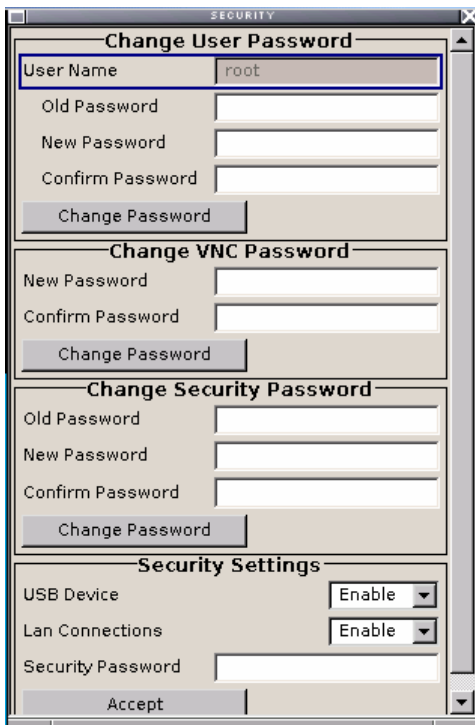 SECURITY
Change User Password
User Name root
Old Password
New Password
Confirm Password
Change Password
Change VNC Password
New Password
Confirm Password
Change Password
Change Security Password
Old Password
New Password
Confirm Password
Change Password
Security Settings
USB Device Enable
Lan Connections Enable
Security Password
Accept